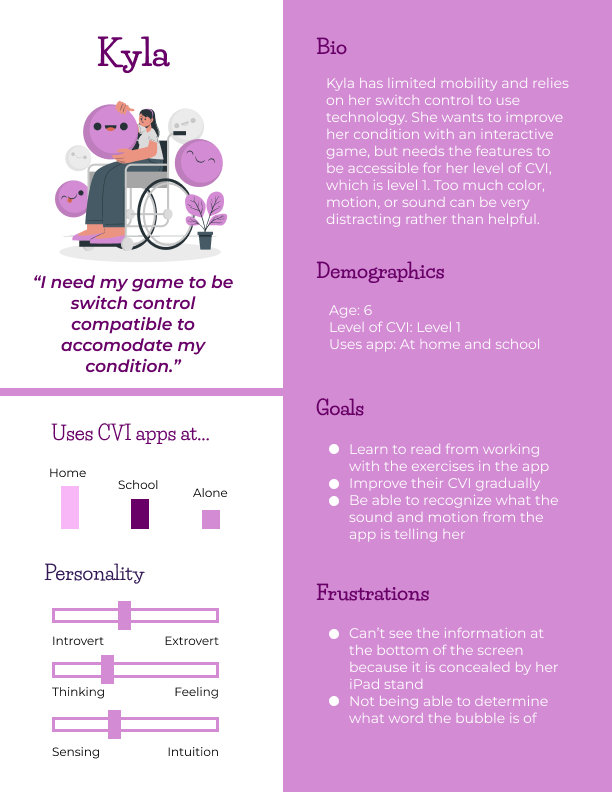 Kyla
“I need my game to be
switch control
compatible to
accomodate my
condition.”
Uses CVI apps at...
Home
School
Alone
Personality
Introvert Extrovert
Thinking Feeling
Sensing Intuition
Bio
Kyla has limited mobility and relies
on her switch control to use
technology. She wants to improve
her condition with an interactive
game, but needs the features to
be accessible for her level of CVI,
which is level 1. Too much color,
motion, or sound can be very
distracting rather than helpful.
Demographics
Age: 6
Level of CVI: Level 1
Uses app: At home and school
Goals
Learn to read from working
with the exercises in the app
Improve their CVI gradually
Be able to recognize what the
sound and motion from the
app is telling her
Frustrations
Can’t see the information at
the bottom of the screen
because it is concealed by her
iPad stand
Not being able to determine
what word the bubble is of